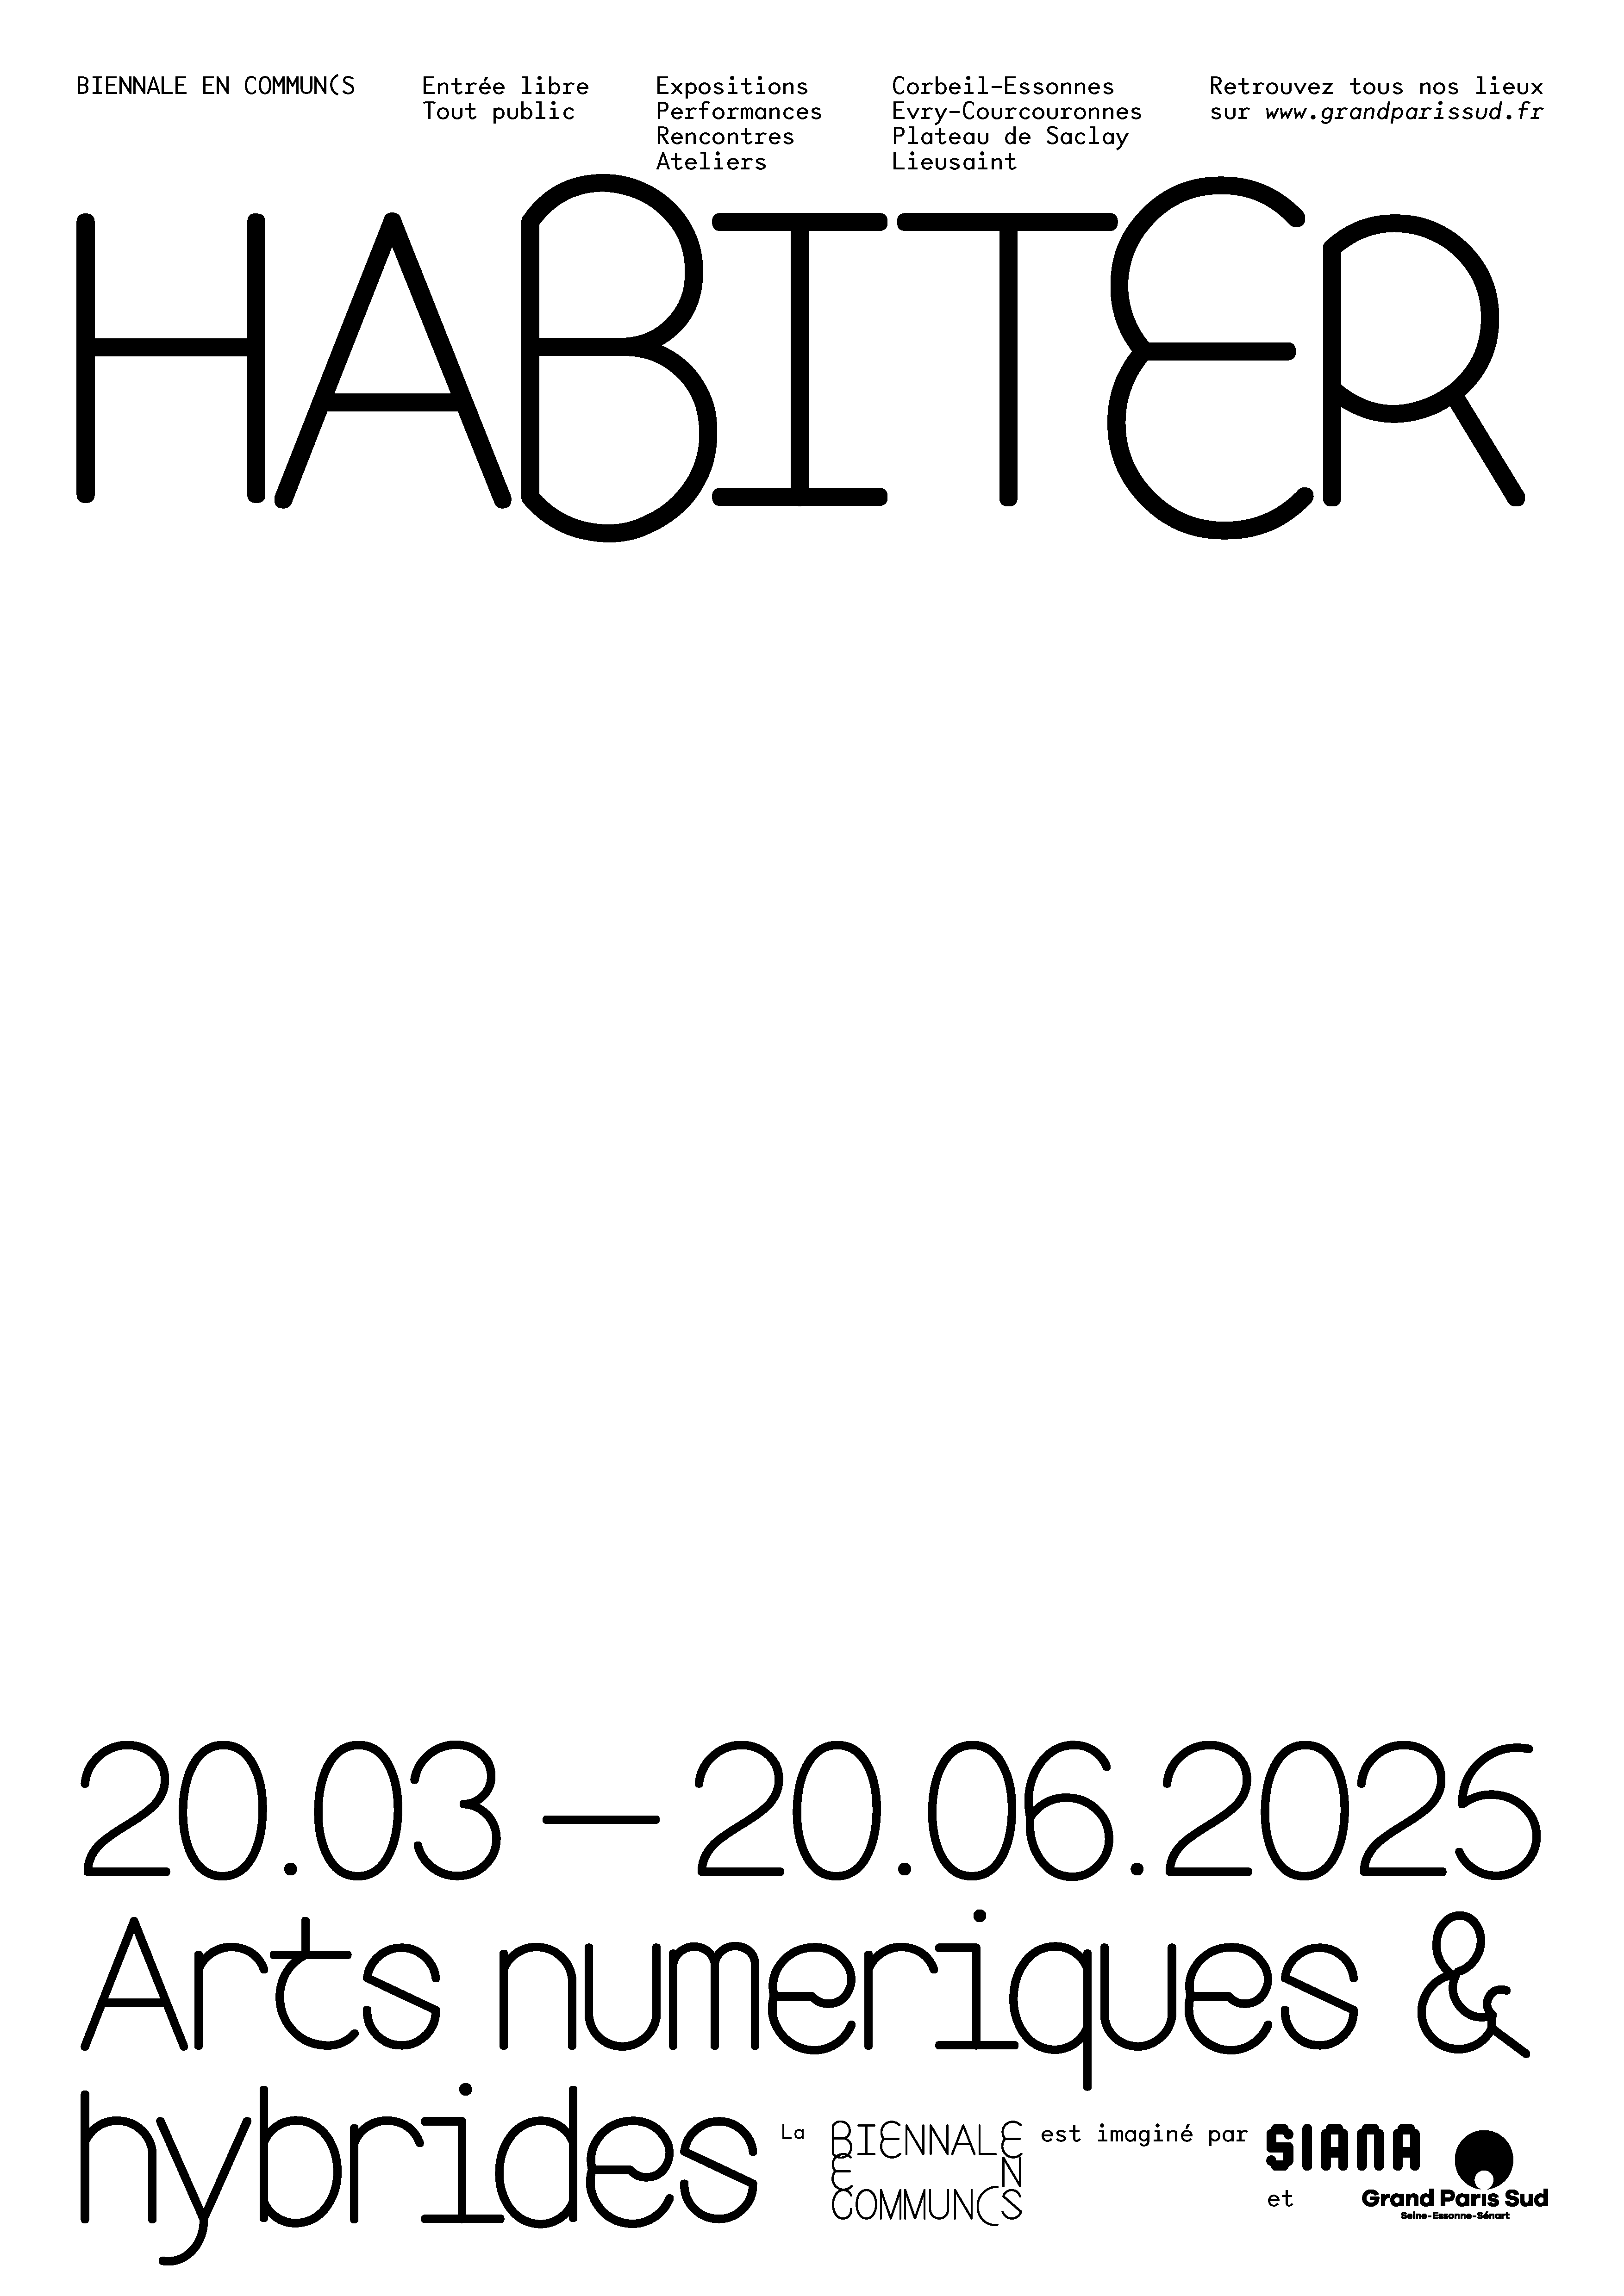 BIENNALE EN COMMUN(S
Entrée libre
Tout public
Expositions
Performances
Rencontres
Ateliers
Corbeil-Essonnes
Evry-Courcouronnes
Plateau de Saclay
Lieusaint
Retrouvez tous nos lieux
sur www.grandparissud.fr
HABITER
20.03 — 20.06.2025
Arts numeriques &
hybrides
La
BIENNALE
EN
COMMUN(S
est imaginé par
SIANA
et
Grand Paris Sud
Seine-Essonne-Sénart